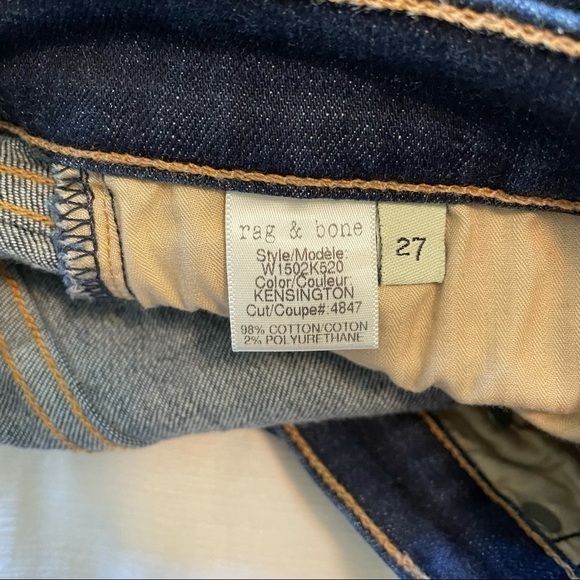 rag & bone
Style/Modèle:
W1502K520
Color/Couleur:
KENSINGTON
Cut/Coupe#:4847
98% COTTON/COTON
2% POLYURETHANE
27